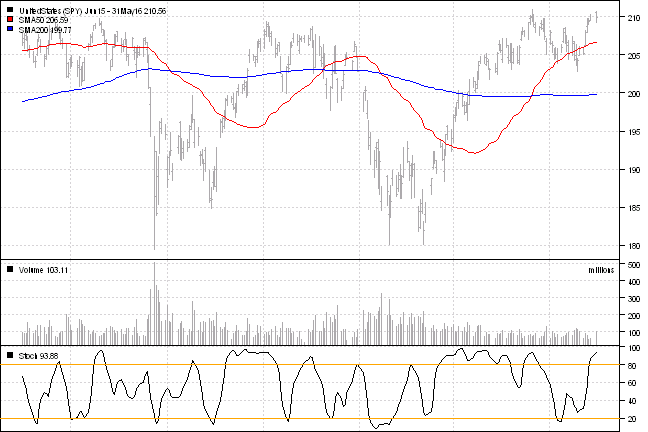 United States (SPY) Jun 15 - 31 May 16 210.56
SMA50 206.59
SMA200 199.77
210
205
200
195
190
185
180
Volume 103.11
millions
500
400
300
200
100
Stoch 93.88
100
80
60
40
20